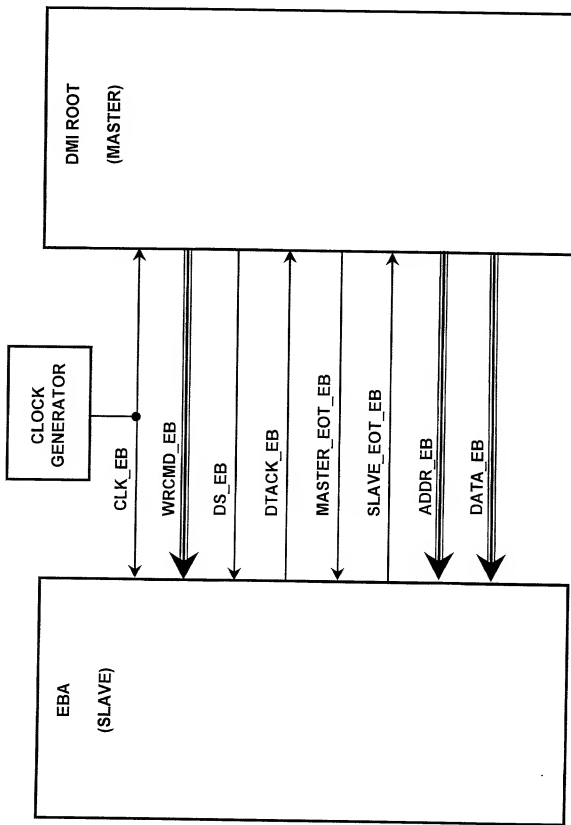 EBA
(SLAVE)
CLOCK
GENERATOR
DMI ROOT
(MASTER)
CLK_EB
WRCMD_EB
DS_EB
DTACK_EB
MASTER_EOT_EB
SLAVE_EOT_EB
ADDR_EB
DATA_EB